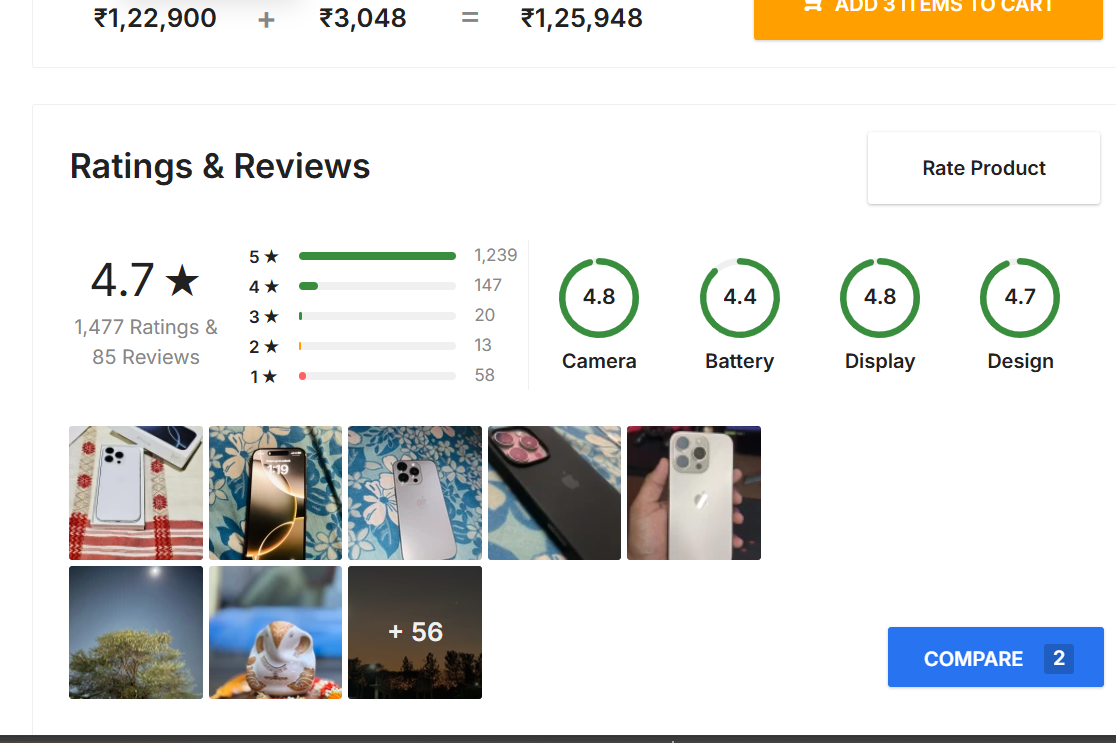 ₹1,22,900 + ₹3,048 = ₹1,25,948
ADD 3 ITEMS TO CART
Ratings & Reviews
Rate Product
4.7 ★
1,477 Ratings &
85 Reviews
5 ★ 1,239
4 ★ 147
3 ★ 20
2 ★ 13
1 ★ 58
4.8
Camera
4.4
Battery
4.8
Display
4.7
Design
1:19
+ 56
COMPARE 2